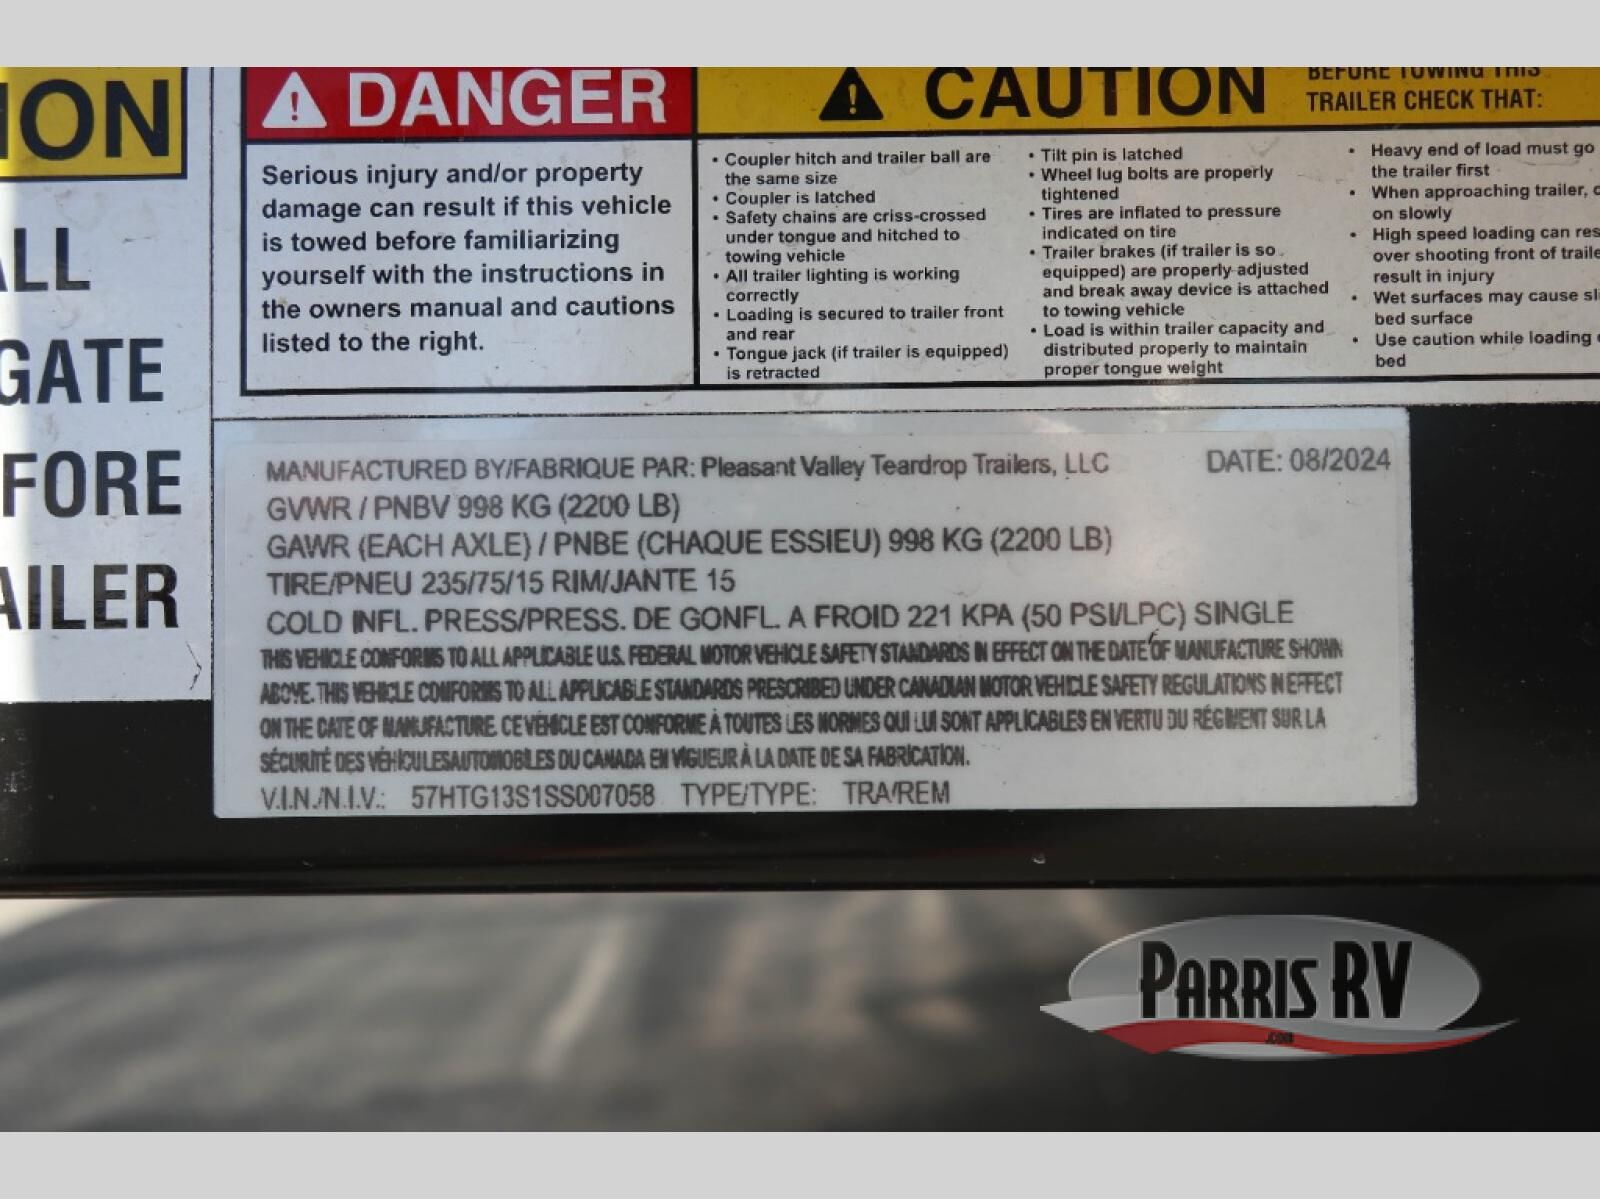 ION
ALL
GATE
FORE
AILER
DANGER
Serious injury and/or property
damage can result if this vehicle
is towed before familiarizing
yourself with the instructions in
the owners manual and cautions
listed to the right.
CAUTION
BEFORE TOWING THIS
TRAILER CHECK THAT:
• Coupler hitch and trailer ball are
the same size
• Coupler is latched
• Safety chains are criss-crossed
under tongue and hitched to
towing vehicle
• All trailer lighting is working
correctly
• Loading is secured to trailer front
and rear
• Tongue jack (if trailer is equipped)
is retracted
• Tilt pin is latched
• Wheel lug bolts are properly
tightened
• Tires are inflated to pressure
indicated on tire
• Trailer brakes (if trailer is so
equipped) are properly adjusted
and break away device is attached
to towing vehicle
• Load is within trailer capacity and
distributed properly to maintain
proper tongue weight
• Heavy end of load must go
the trailer first
• When approaching trailer,
on slowly
• High speed loading can res
over shooting front of traile
result in injury
• Wet surfaces may cause sli
bed surface
• Use caution while loading
bed
MANUFACTURED BY/FABRIQUE PAR: Pleasant Valley Teardrop Trailers, LLC DATE: 08/2024
GVWR / PNBV 998 KG (2200 LB)
GAWR (EACH AXLE) / PNBE (CHAQUE ESSIEU) 998 KG (2200 LB)
TIRE/PNEU 235/75/15 RIM/JANTE 15
COLD INFL. PRESS/PRESS. DE GONFL. A FROID 221 KPA (50 PSI/LPC) SINGLE
THIS VEHICLE CONFORMS TO ALL APPLICABLE U.S. FEDERAL MOTOR VEHICLE SAFETY STANDARDS IN EFFECT ON THE DATE OF MANUFACTURE SHOWN
ABOVE. THIS VEHICLE CONFORMS TO ALL APPLICABLE STANDARDS PRESCRIBED UNDER CANADIAN MOTOR VEHICLE SAFETY REGULATIONS IN EFFECT
ON THE DATE OF MANUFACTURE. CE VÉHICLE EST CONFORME À TOUTES LES NORMES QUI LUI SONT APPLICABLES EN VERTU DU RÉGIMENT SUR LA
SÉCURITÉ DES VÉHICULESAUTOMOBILES DU CANADA EN VIGUEUR À LA DATE DE SA FABRICATION.
V.I.N./N.I.V.: 57HTG13S1SS007058 TYPE/TYPE: TRA/REM
PARRIS RV
.COM